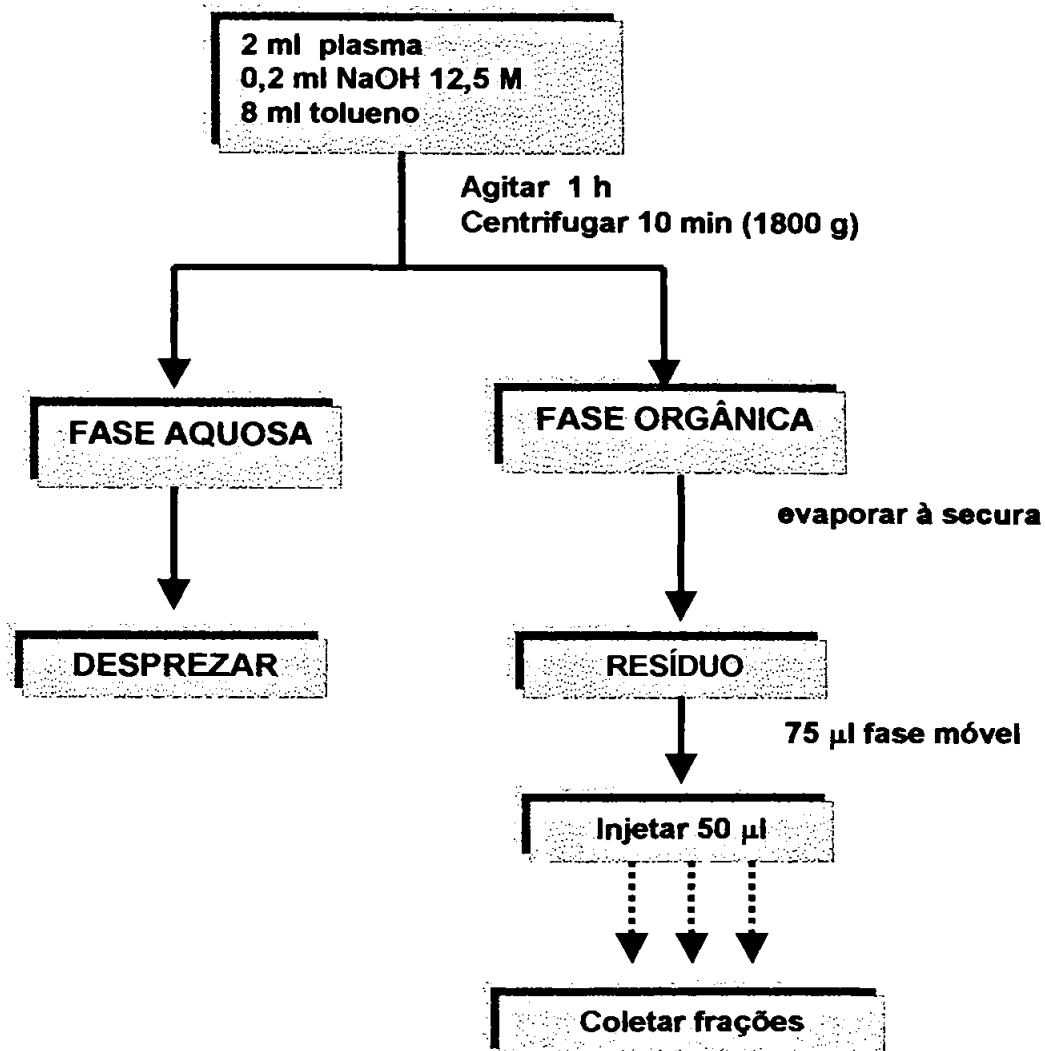 2 ml plasma
0,2 ml NaOH 12,5 M
8 ml tolueno
Agitar 1 h
Centrifugar 10 min (1800 g)
FASE AQUOSA
FASE ORGÂNICA
evaporar à secura
DESPREZAR
RESÍDUO
75 µl fase móvel
Injetar 50 µl
Coletar frações